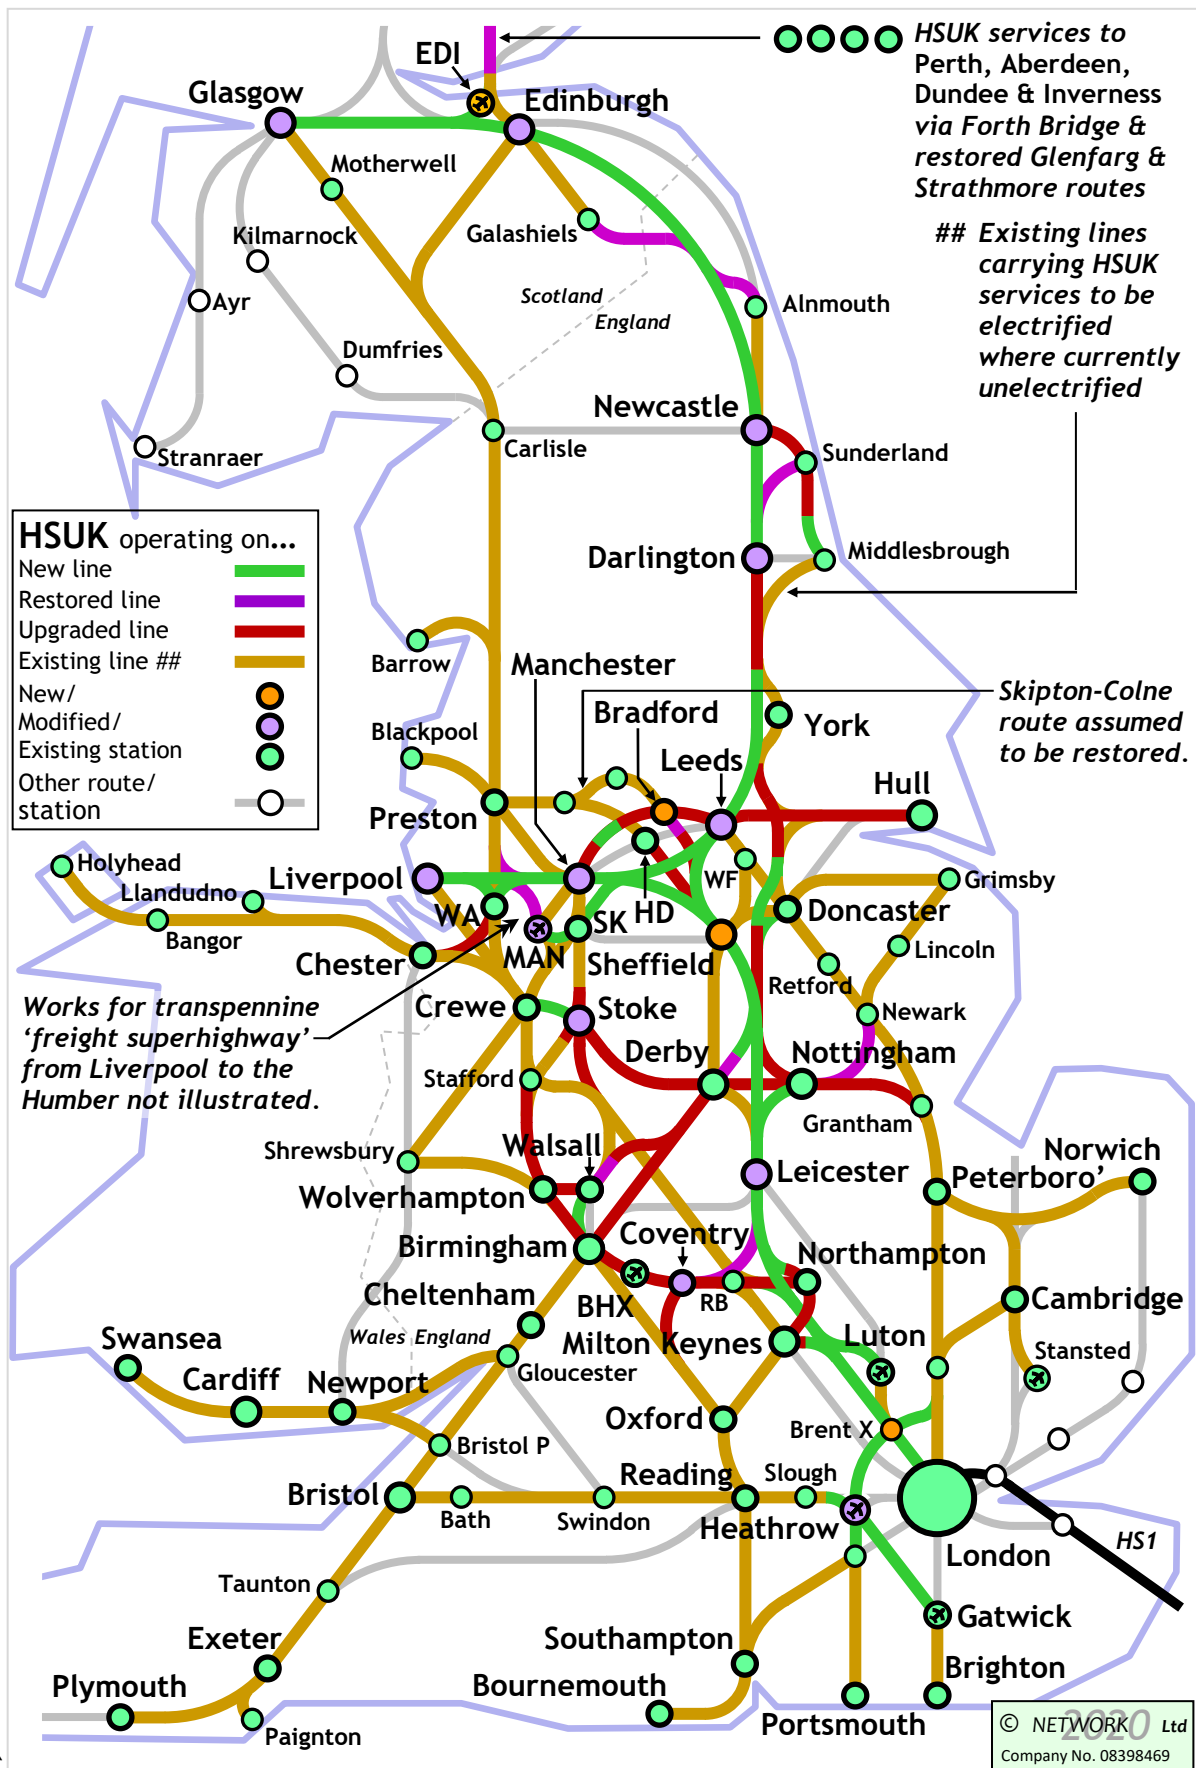 HSUK services to
Perth, Aberdeen,
Dundee & Inverness
via Forth Bridge &
restored Glenfarg &
Strathmore routes
## Existing lines
carrying HSUK
services to be
electrified
where currently
unelectrified
EDI
Glasgow
Edinburgh
Motherwell
Kilmarnock
Galashiels
Ayr
Scotland
England
Alnmouth
Dumfries
Newcastle
Carlisle
Stranraer
Sunderland
HSUK operating on...
New line
Restored line
Upgraded line
Existing line ##
New/
Modified/
Existing station
Other route/
station
Darlington
Middlesbrough
Barrow
Manchester
Skipton-Colne
route assumed
to be restored.
Bradford
York
Blackpool
Leeds
Hull
Preston
Holyhead
Llandudno
Liverpool
WF
Grimsby
WA
SK
HD
Doncaster
Bangor
Chester
MAN
Sheffield
Lincoln
Retford
Works for transpennine
‘freight superhighway’
from Liverpool to the
Humber not illustrated.
Crewe
Stoke
Newark
Derby
Nottingham
Stafford
Grantham
Shrewsbury
Walsall
Norwich
Wolverhampton
Leicester
Peterboro’
Birmingham
Coventry
Northampton
BHX
RB
Cheltenham
Cambridge
Swansea
Wales England
Milton Keynes
Luton
Stansted
Cardiff
Newport
Gloucester
Oxford
Brent X
Bristol P
Reading
Slough
Bristol
Bath
Swindon
Heathrow
London
HS1
Taunton
Gatwick
Exeter
Southampton
Plymouth
Bournemouth
Brighton
Paignton
Portsmouth
© NETWORK 2020 Ltd
Company No. 08398469